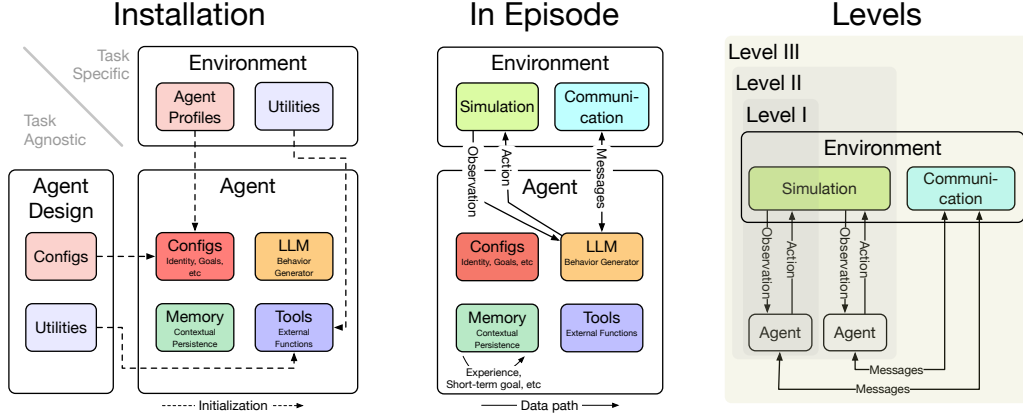 Installation
Task
Specific
Task
Agnostic
Environment
Agent
Profiles
Utilities
Agent
Design
Configs
Utilities
Agent
Configs
Identity, Goals,
etc
LLM
Behavior
Generator
Memory
Contextual
Persistence
Tools
External
Functions
Initialization
In Episode
Environment
Simulation
Communi-
cation
Observation
Action
Messages
Agent
Configs
Identity, Goals, etc
LLM
Behavior Generator
Memory
Contextual
Persistence
Tools
External Functions
Experience,
Short-term goal, etc
Data path
Levels
Level III
Level II
Level I
Environment
Simulation
Communi-
cation
Observation
Action
Observation
Action
Agent
Agent
Messages
Messages